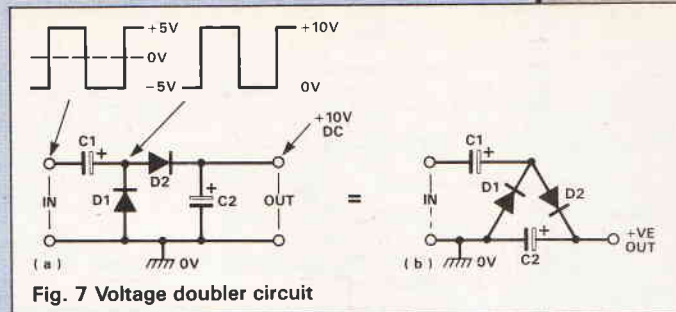 +5V
0V
-5V
+10V
0V
+10V
DC
C1
+
D2
D1
+
C2
IN
OUT
0V
(a)
=
C1
+
D1
D2
IN
+
C2
0V
+VE
OUT
(b)
Fig. 7 Voltage doubler circuit